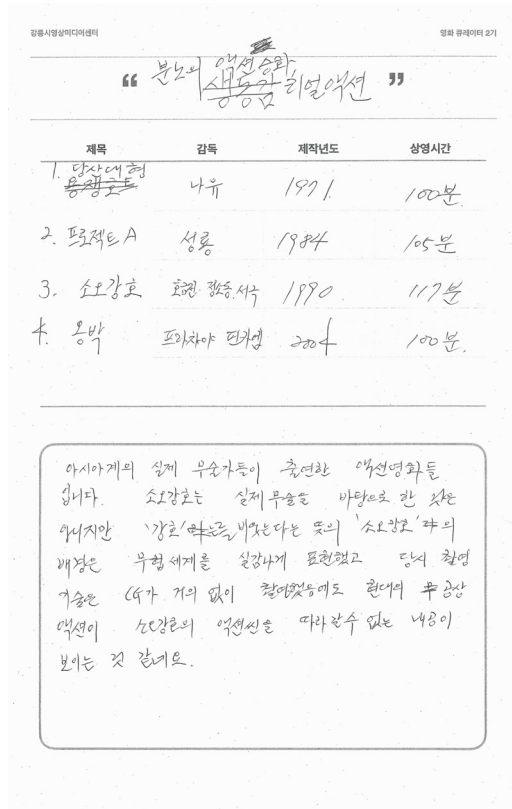 강릉시영상미디어센터
영화 큐레이터 2기
액션영화,
“ 분노의 생동감 리얼액션 ”
제목 감독 제작년도 상영시간
1. 당산대형
용쟁호투 나유 1971. 100분.
2. 프로젝트A 성룡 1984 105분
3. 소오강호 호금전. 정소동. 서극 1990 117분
4. 옹박 프라차야 핀카엡 2004 100분.
아시아계의 실제 무술가들이 출연한 액션영화들
입니다. 소오강호는 실제무술을 바탕으로 한 것은
아니지만 '강호' 비웃는다는 뜻의 '소오강호' 의
배경은 무협세계를 실감나게 표현했고 당시 촬영
기술은 CG가 거의 없이 촬영했음에도 현대의 공상
액션이 소오강호의 액션씬을 따라갈수 없는 내공이
보이는 것 같네요.